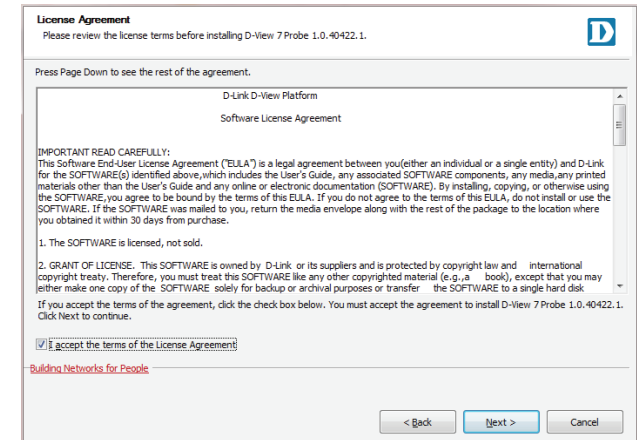 License Agreement
Please review the license terms before installing D-View 7 Probe 1.0.40422.1.
D
Press Page Down to see the rest of the agreement.
D-Link D-View Platform
Software License Agreement
IMPORTANT READ CAREFULLY:
This Software End-User License Agreement ("EULA") is a legal agreement between you(either an individual or a single entity) and D-Link
for the SOFTWARE(s) identified above,which includes the User's Guide, any associated SOFTWARE components, any media,any printed
materials other than the User's Guide and any online or electronic documentation (SOFTWARE). By installing, copying, or otherwise using
the SOFTWARE,you agree to be bound by the terms of this EULA. If you do not agree to the terms of this EULA, do not install or use the
SOFTWARE. If the SOFTWARE was mailed to you, return the media envelope along with the rest of the package to the location where
you obtained it within 30 days from purchase.
1. The SOFTWARE is licensed, not sold.
2. GRANT OF LICENSE. This SOFTWARE is owned by D-Link or its suppliers and is protected by copyright law and international
copyright treaty. Therefore, you must treat this SOFTWARE like any other copyrighted material (e.g.,a book), except that you may
either make one copy of the SOFTWARE solely for backup or archival purposes or transfer the SOFTWARE to a single hard disk
If you accept the terms of the agreement, click the check box below. You must accept the agreement to install D-View 7 Probe 1.0.40422.1.
Click Next to continue.
I accept the terms of the License Agreement
Building Networks for People
< Back Next > Cancel